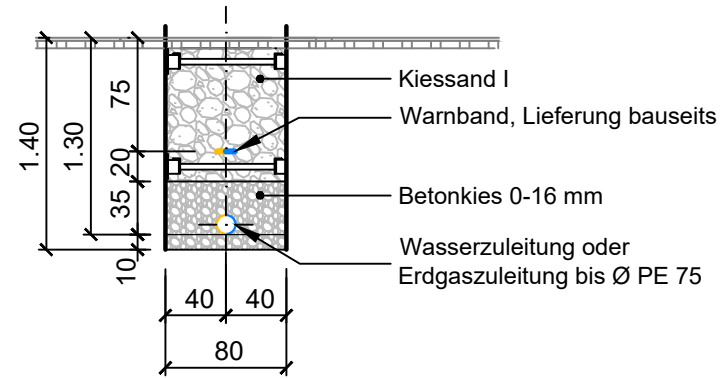 Kiessand I
Warnband, Lieferung bauseits
Betonkies 0-16 mm
Wasserzuleitung oder
Erdgaszuleitung bis Ø PE 75
1.40
1.30
75
20
35
10
40 40
80